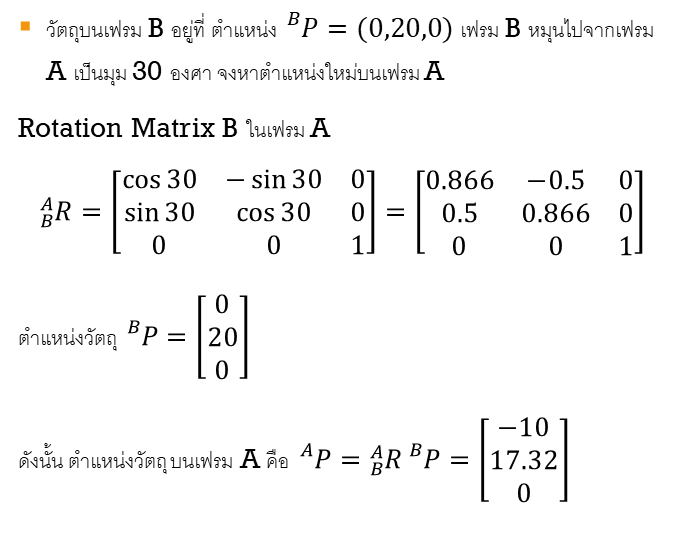 ▪ วัตถุบนเฟรม B อยู่ที่ ตำแหน่ง ᴮP = (0,20,0) เฟรม B หมุนไปจากเฟรม
A เป็นมุม 30 องศา จงหาตำแหน่งใหม่บนเฟรม A
Rotation Matrix B ในเฟรม A
cos 30 − sin 30 0 0.866 −0.5 0
ᴬ_B R = sin 30 cos 30 0 = 0.5 0.866 0
0 0 1 0 0 1
0
ตำแหน่งวัตถุ ᴮP = 20
0
−10
ดังนั้น ตำแหน่งวัตถุบนเฟรม A คือ ᴬP = ᴬ_B R ᴮP = 17.32
0